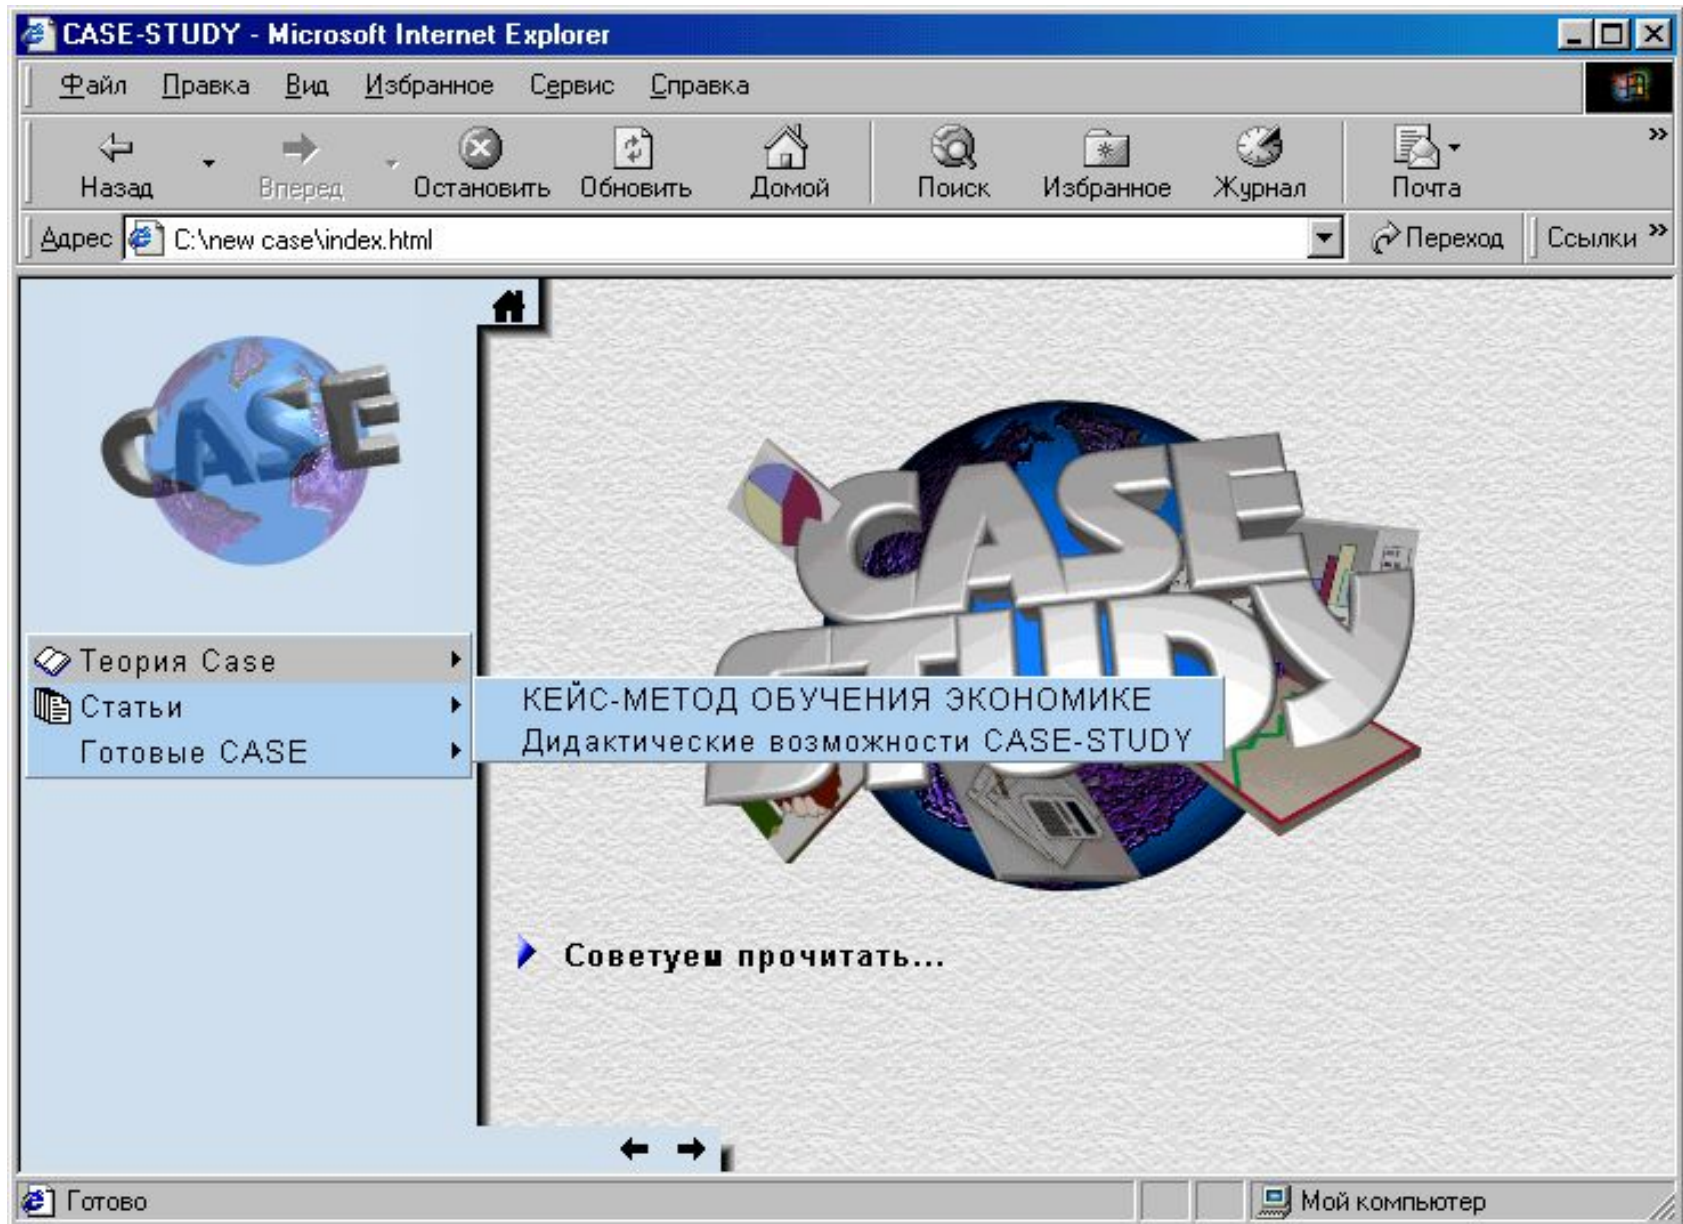 CASE-STUDY - Microsoft Internet Explorer
Файл Правка Вид Избранное Сервис Справка
Назад Вперед Остановить Обновить Домой Поиск Избранное Журнал Почта »
Адрес C:\new case\index.html Переход Ссылки »
CASE
CASE
STUDY
Теория Case
Статьи
Готовые CASE
КЕЙС-МЕТОД ОБУЧЕНИЯ ЭКОНОМИКЕ
Дидактические возможности CASE-STUDY
Советуем прочитать...
Готово Мой компьютер